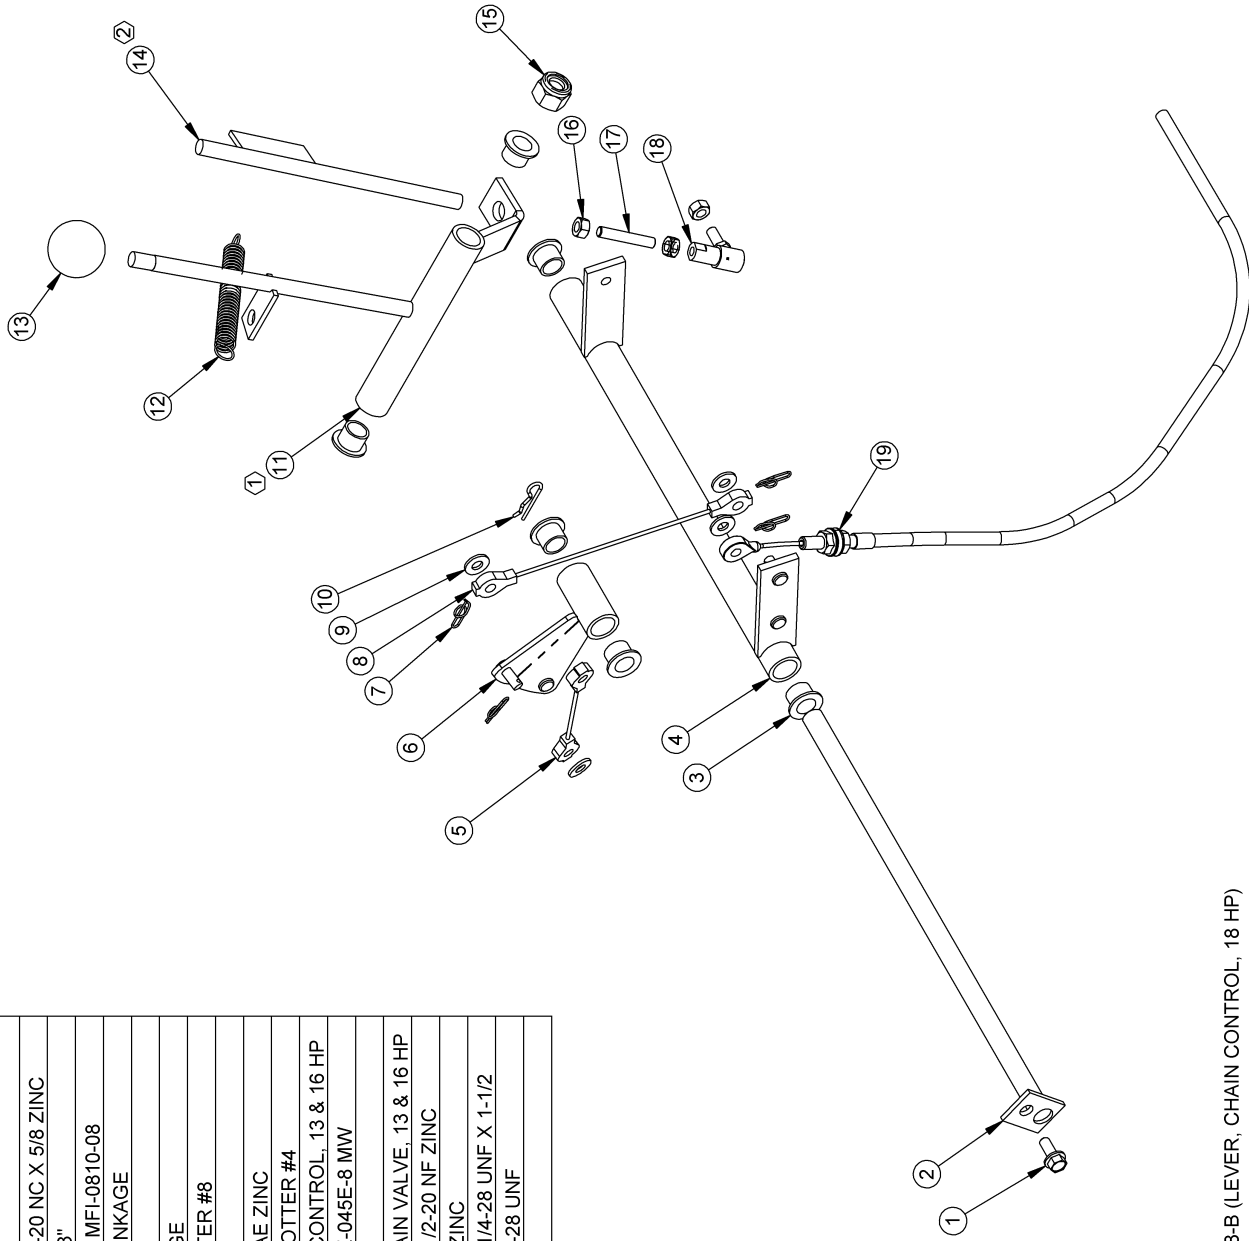 -20 NC X 5/8 ZINC
8"
MFI-0810-08
NKAGE
GE
TER #8
AE ZINC
OTTER #4
CONTROL, 13 & 16 HP
-045E-8 MW
AIN VALVE, 13 & 16 HP
/2-20 NF ZINC
ZINC
1/4-28 UNF X 1-1/2
-28 UNF
B-B (LEVER, CHAIN CONTROL, 18 HP)
1
2
3
4
5
6
7
8
9
10
1
11
12
13
2
14
15
16
17
18
19